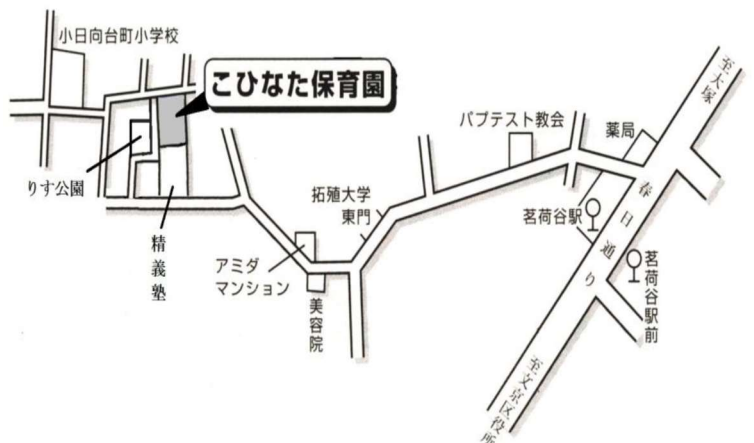 小日向台町小学校
こひなた保育園
りす公園
精義塾
アミダ
マンション
美容院
拓殖大学
東門
パプテスト教会
薬局
茗荷谷駅
春日通り
茗荷谷駅前
至大塚
至文京区役所